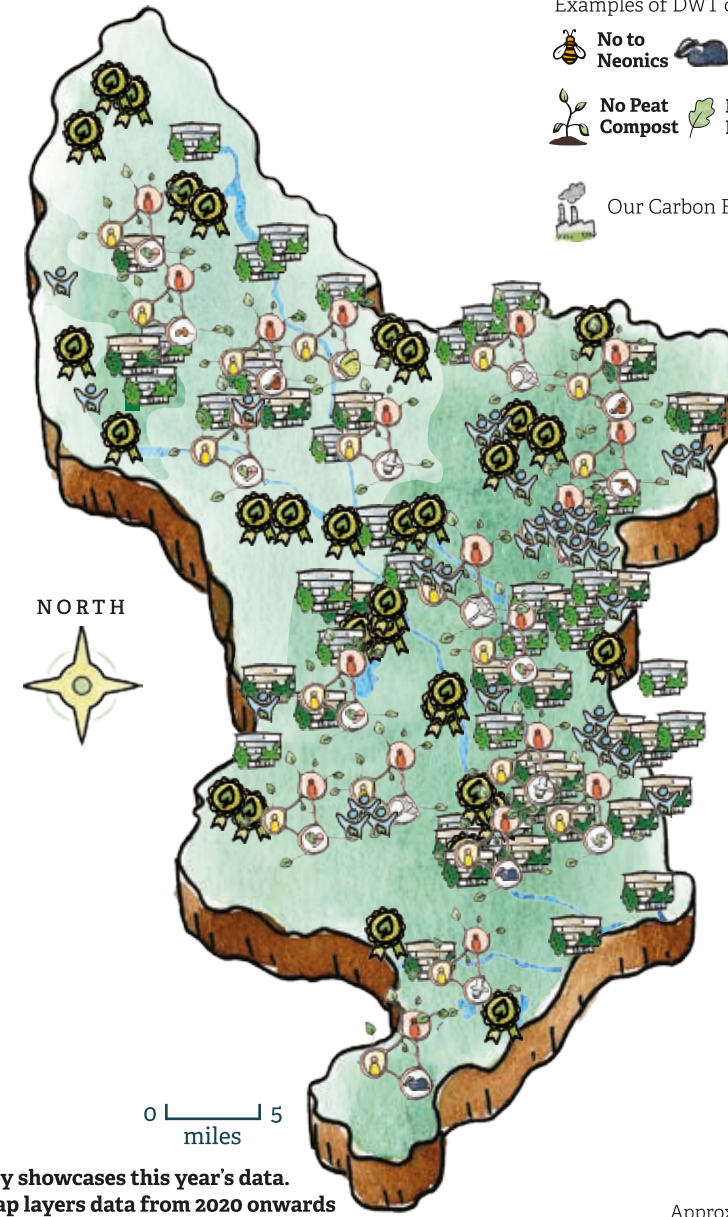 Examples of DWT
No to
Neonics
No Peat
Compost
Our Carbon
NORTH
0 5
miles
y showcases this year's data.
ap layers data from 2020 onwards
Approx